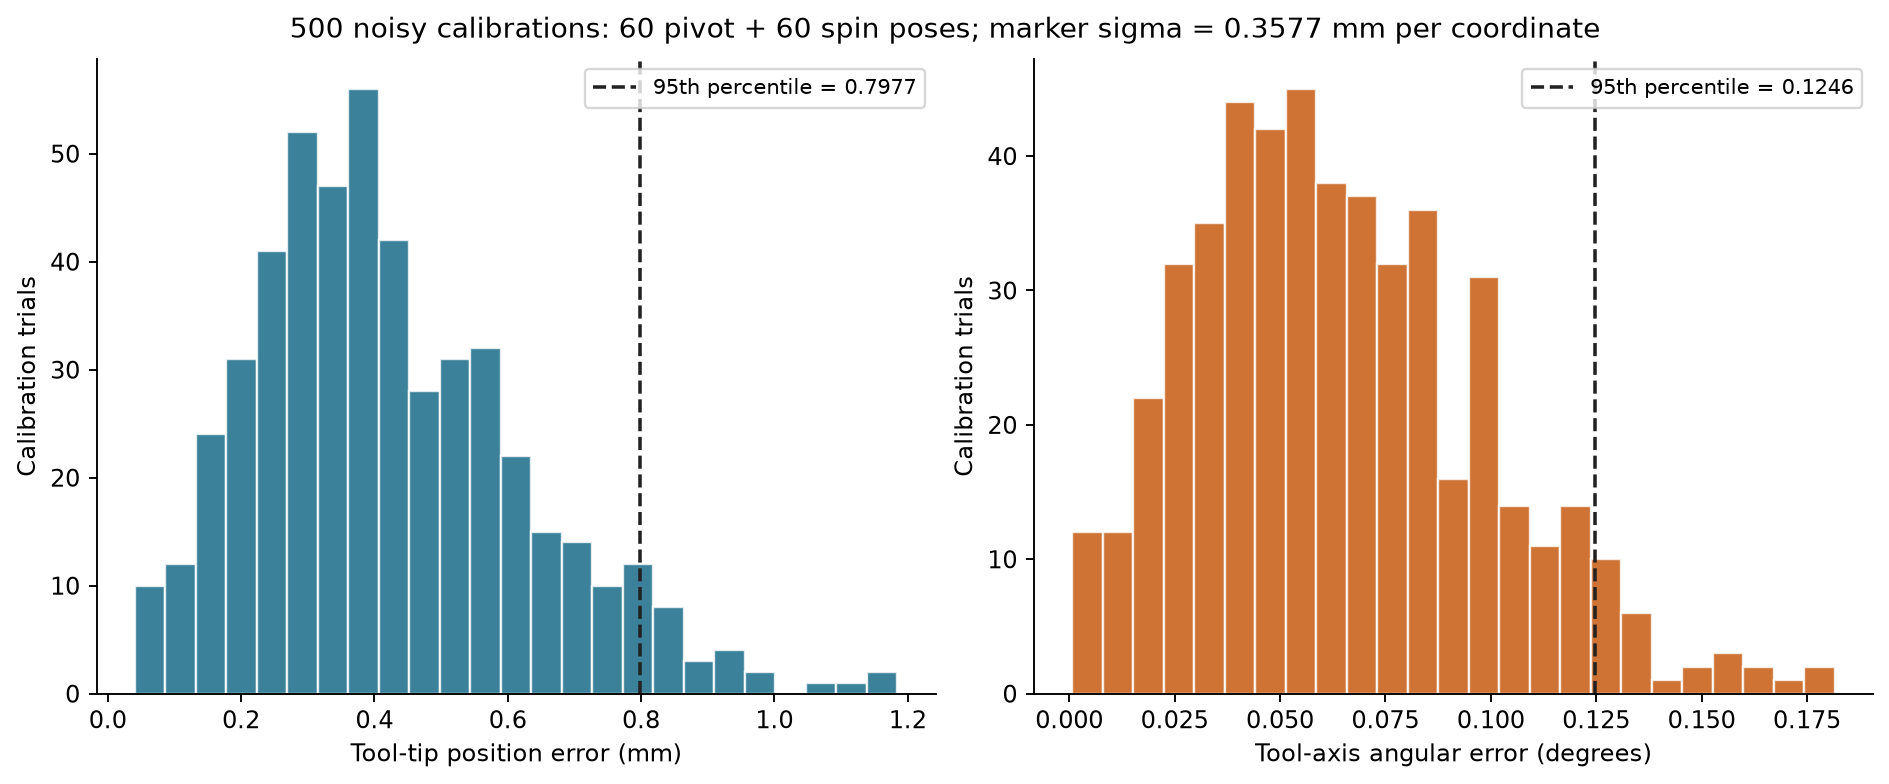 500 noisy calibrations: 60 pivot + 60 spin poses; marker sigma = 0.3577 mm per coordinate
95th percentile = 0.7977
Calibration trials
50
40
30
20
10
0
0.0 0.2 0.4 0.6 0.8 1.0 1.2
Tool-tip position error (mm)
95th percentile = 0.1246
Calibration trials
40
30
20
10
0
0.000 0.025 0.050 0.075 0.100 0.125 0.150 0.175
Tool-axis angular error (degrees)